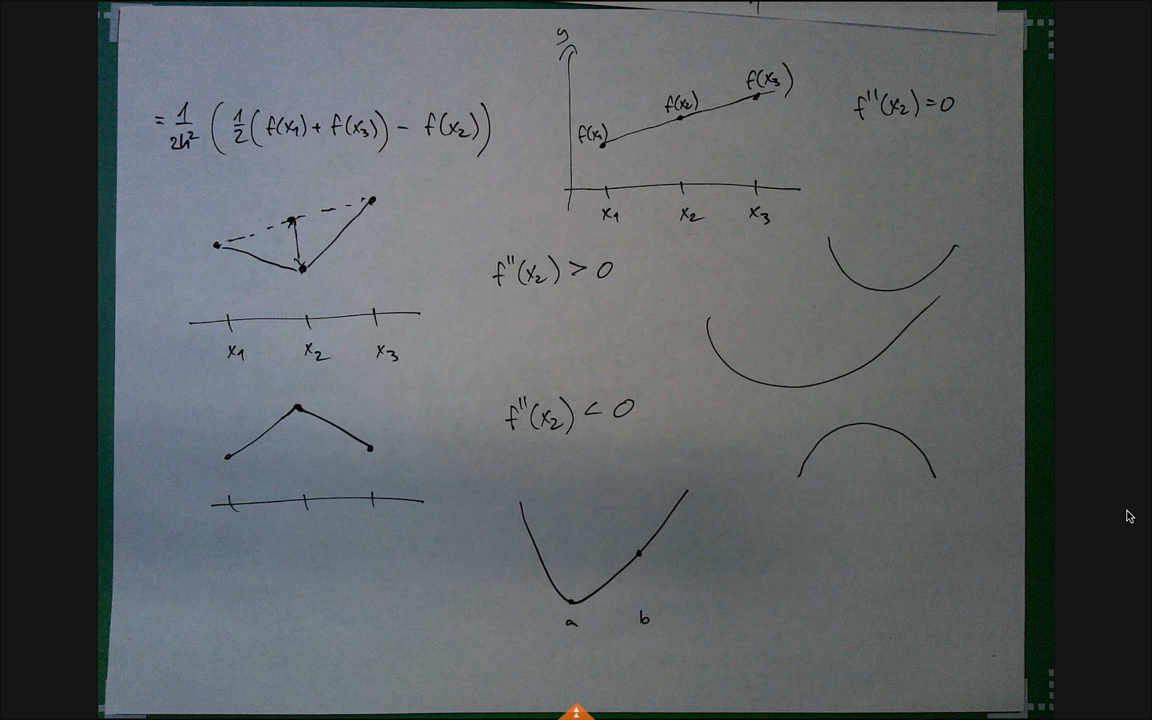 = 1/2h² ( 1/2 ( f(x₁) + f(x₃) ) - f(x₂) )
y
f(x₁)
f(x₂)
f(x₃)
x₁ x₂ x₃
f''(x₂) = 0
f''(x₂) > 0
x₁ x₂ x₃
f''(x₂) < 0
a b